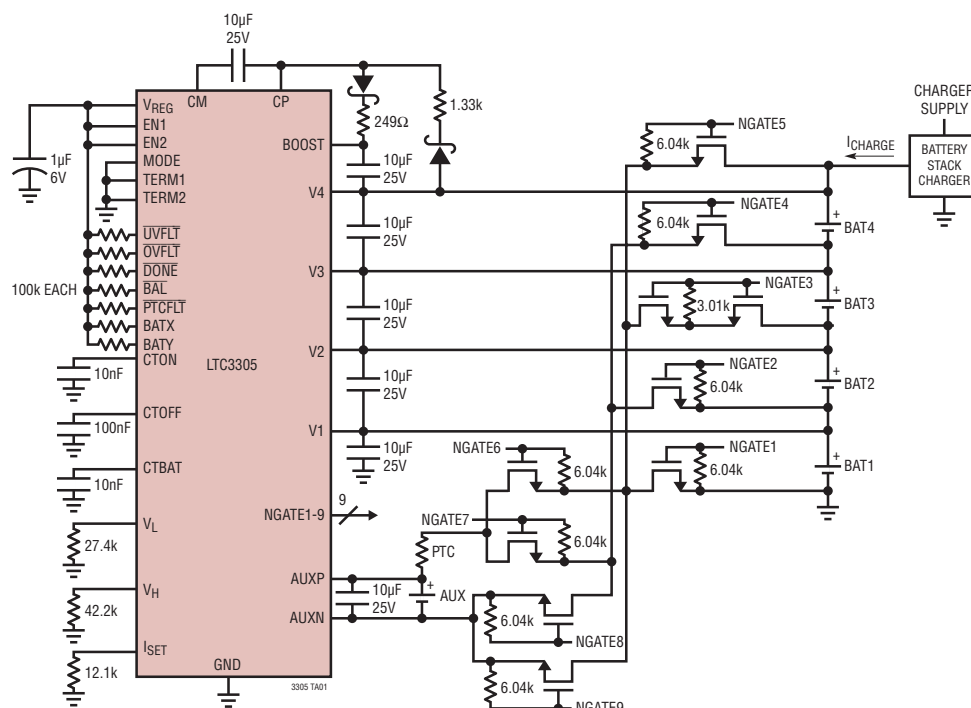 10µF
25V
CM
CP
1.33k
249Ω
VREG
EN1
EN2
MODE
TERM1
TERM2
1µF
6V
BOOST
10µF
25V
V4
UVFLT
OVFLT
DONE
BAL
PTCFLT
BATX
BATY
100k EACH
10µF
25V
V3
10µF
25V
LTC3305
V2
CTON
10nF
10µF
25V
CTOFF
100nF
V1
10µF
25V
CTBAT
10nF
NGATE1-9
9
VL
27.4k
VH
42.2k
ISET
12.1k
AUXP
AUXN
10µF
25V
AUX
PTC
GND
3305 TA01
CHARGER
SUPPLY
BATTERY
STACK
CHARGER
ICHARGE
NGATE5
6.04k
NGATE4
6.04k
BAT4
+
NGATE3
3.01k
BAT3
+
NGATE2
6.04k
BAT2
+
NGATE1
6.04k
BAT1
+
NGATE6
6.04k
NGATE7
6.04k
+
6.04k
NGATE8
6.04k
NGATE9